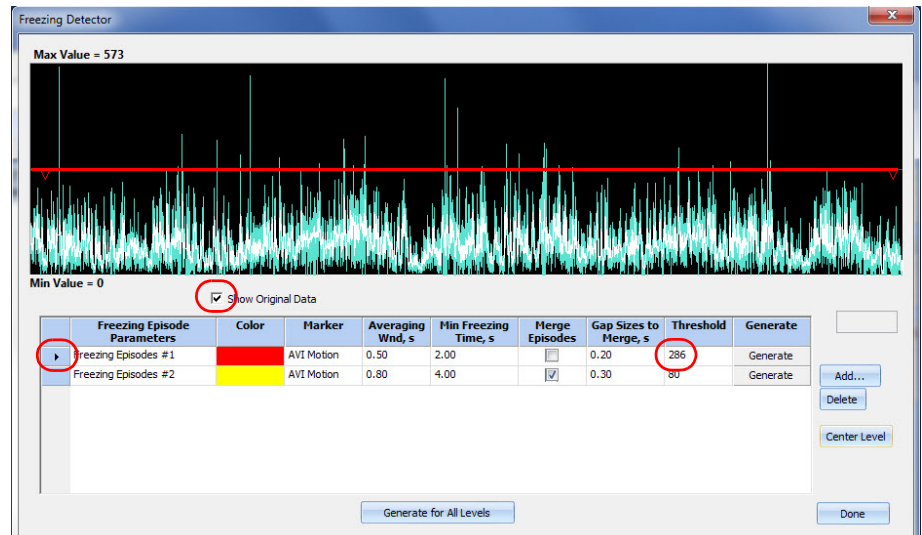 Freezing Detector
Max Value = 573
Min Value = 0
Show Original Data
Freezing Episode Parameters Color Marker Averaging Wnd, s Min Freezing Time, s Merge Episodes Gap Sizes to Merge, s Threshold Generate
Freezing Episodes #1 AVI Motion 0.50 2.00 0.20 286 Generate
Freezing Episodes #2 AVI Motion 0.80 4.00 0.30 80 Generate
Add...
Delete
Center Level
Generate for All Levels
Done